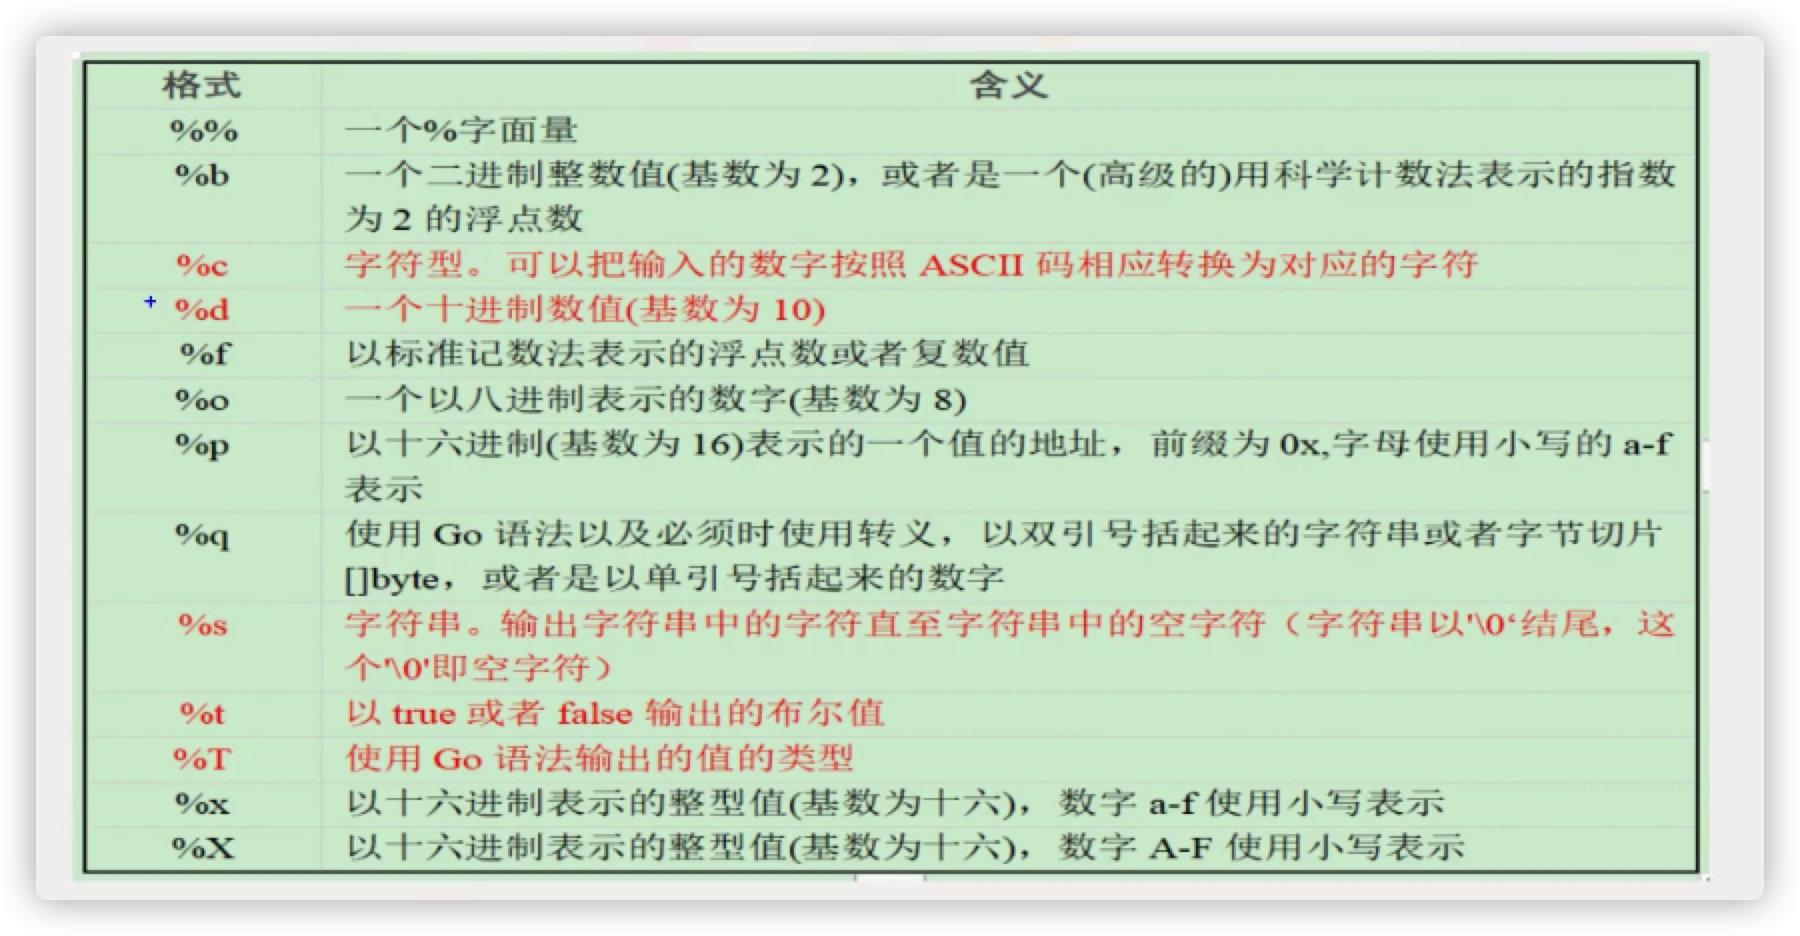 格式 含义
%% 一个%字面量
%b 一个二进制整数值(基数为 2)，或者是一个(高级的)用科学计数法表示的指数
为 2 的浮点数
%c 字符型。可以把输入的数字按照 ASCII 码相应转换为对应的字符
%d 一个十进制数值(基数为 10)
%f 以标准记数法表示的浮点数或者复数值
%o 一个以八进制表示的数字(基数为 8)
%p 以十六进制(基数为 16)表示的一个值的地址，前缀为 0x,字母使用小写的 a-f
表示
%q 使用 Go 语法以及必须时使用转义，以双引号括起来的字符串或者字节切片
[]byte，或者是以单引号括起来的数字
%s 字符串。输出字符串中的字符直至字符串中的空字符（字符串以'\0‘结尾，这
个'\0'即空字符）
%t 以 true 或者 false 输出的布尔值
%T 使用 Go 语法输出的值的类型
%x 以十六进制表示的整型值(基数为十六)，数字 a-f 使用小写表示
%X 以十六进制表示的整型值(基数为十六)，数字 A-F 使用小写表示